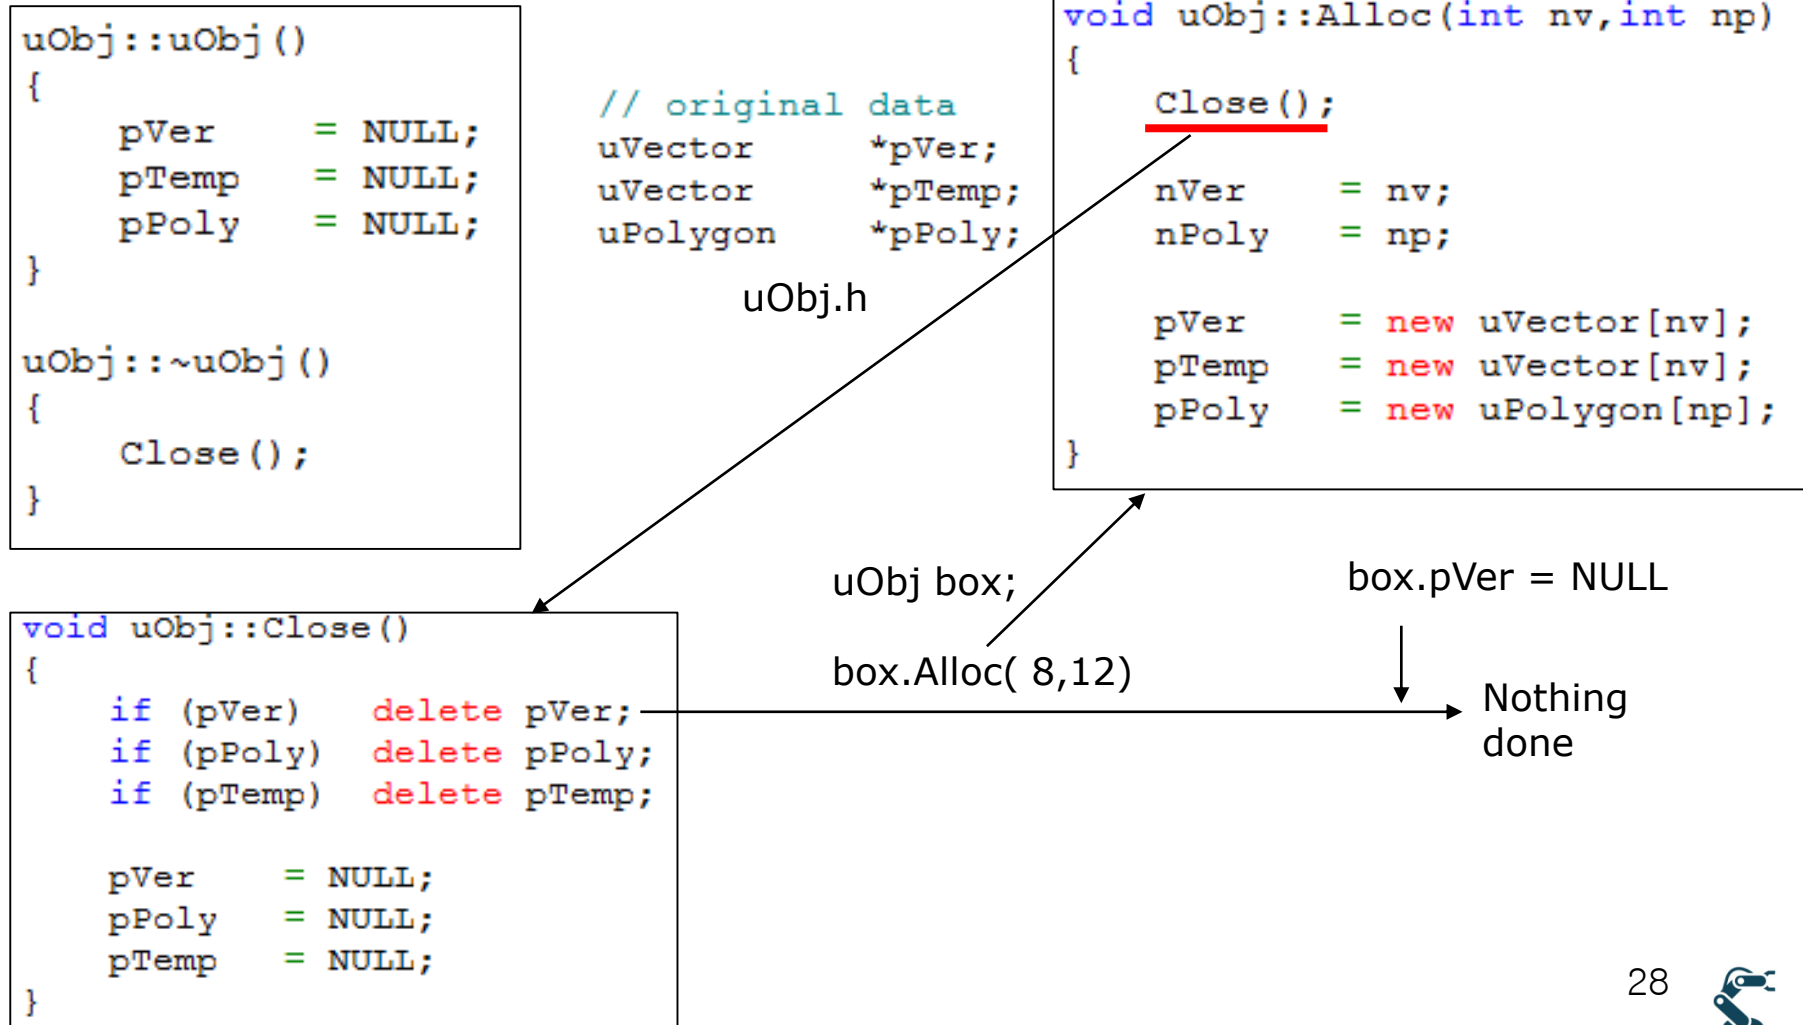 uObj::uObj()
{
    pVer    = NULL;
    pTemp   = NULL;
    pPoly   = NULL;
}
uObj::~uObj()
{
    Close();
}
// original data
uVector     *pVer;
uVector     *pTemp;
uPolygon    *pPoly;
uObj.h
void uObj::Alloc(int nv,int np)
{
    Close();
    nVer    = nv;
    nPoly   = np;
    pVer    = new uVector[nv];
    pTemp   = new uVector[nv];
    pPoly   = new uPolygon[np];
}
void uObj::Close()
{
    if (pVer)   delete pVer;
    if (pPoly)  delete pPoly;
    if (pTemp)  delete pTemp;
    pVer    = NULL;
    pPoly   = NULL;
    pTemp   = NULL;
}
uObj box;
box.Alloc( 8,12)
box.pVer = NULL
Nothing
done
28